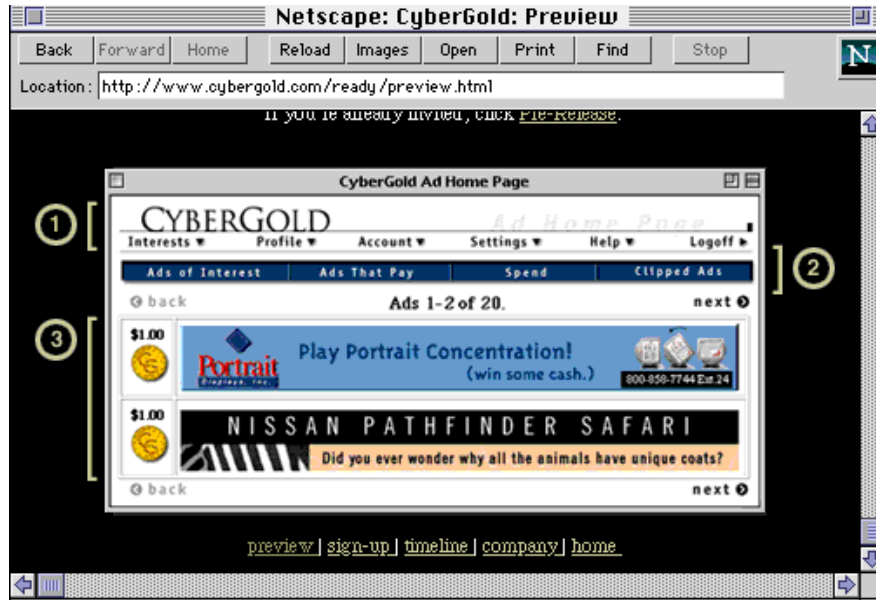 Netscape: CyberGold: Preview
Back Forward Home Reload Images Open Print Find Stop
N
Location: http://www.cybergold.com/ready/preview.html
If you're already invited, click Pre-Release.
CyberGold Ad Home Page
1
CYBERGOLD Ad Home Page
Interests Profile Account Settings Help Logoff
2
Ads of Interest Ads That Pay Spend Clipped Ads
back Ads 1-2 of 20. next
3
$1.00
Portrait
Displays, Inc.
Play Portrait Concentration!
(win some cash.)
800-858-7744 Ext.24
$1.00
NISSAN PATHFINDER SAFARI
Did you ever wonder why all the animals have unique coats?
back next
preview | sign-up | timeline | company | home